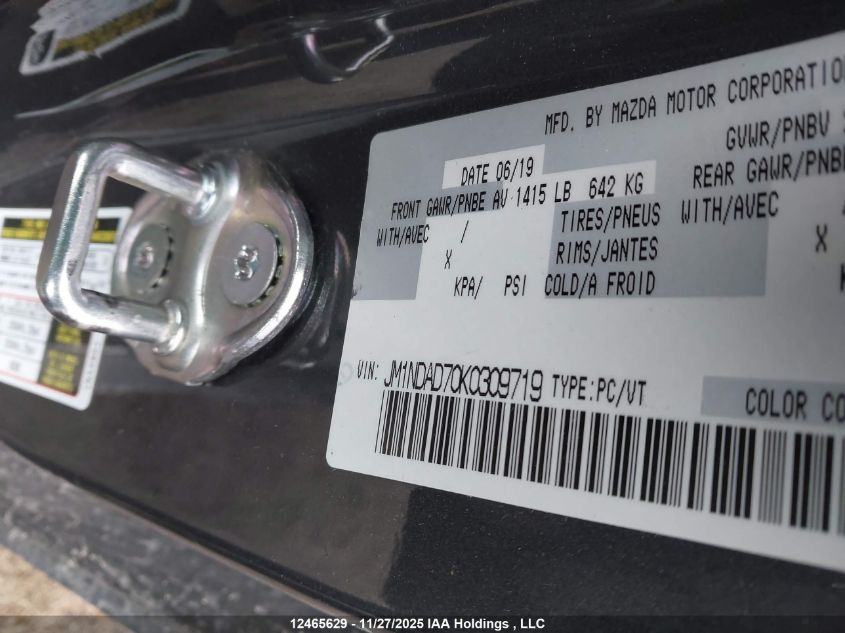 MFD. BY MAZDA MOTOR CORPORATION
DATE 06/19
GVWR/PNBV
FRONT GAWR/PNBE AV 1415 LB 642 KG
REAR GAWR/PNBE
WITH/AVEC / TIRES/PNEUS WITH/AVEC
X RIMS/JANTES X
KPA/ PSI COLD/A FROID
VIN: JM1NDAD70K0309719 TYPE:PC/VT
COLOR CO
12465629 - 11/27/2025 IAA Holdings , LLC